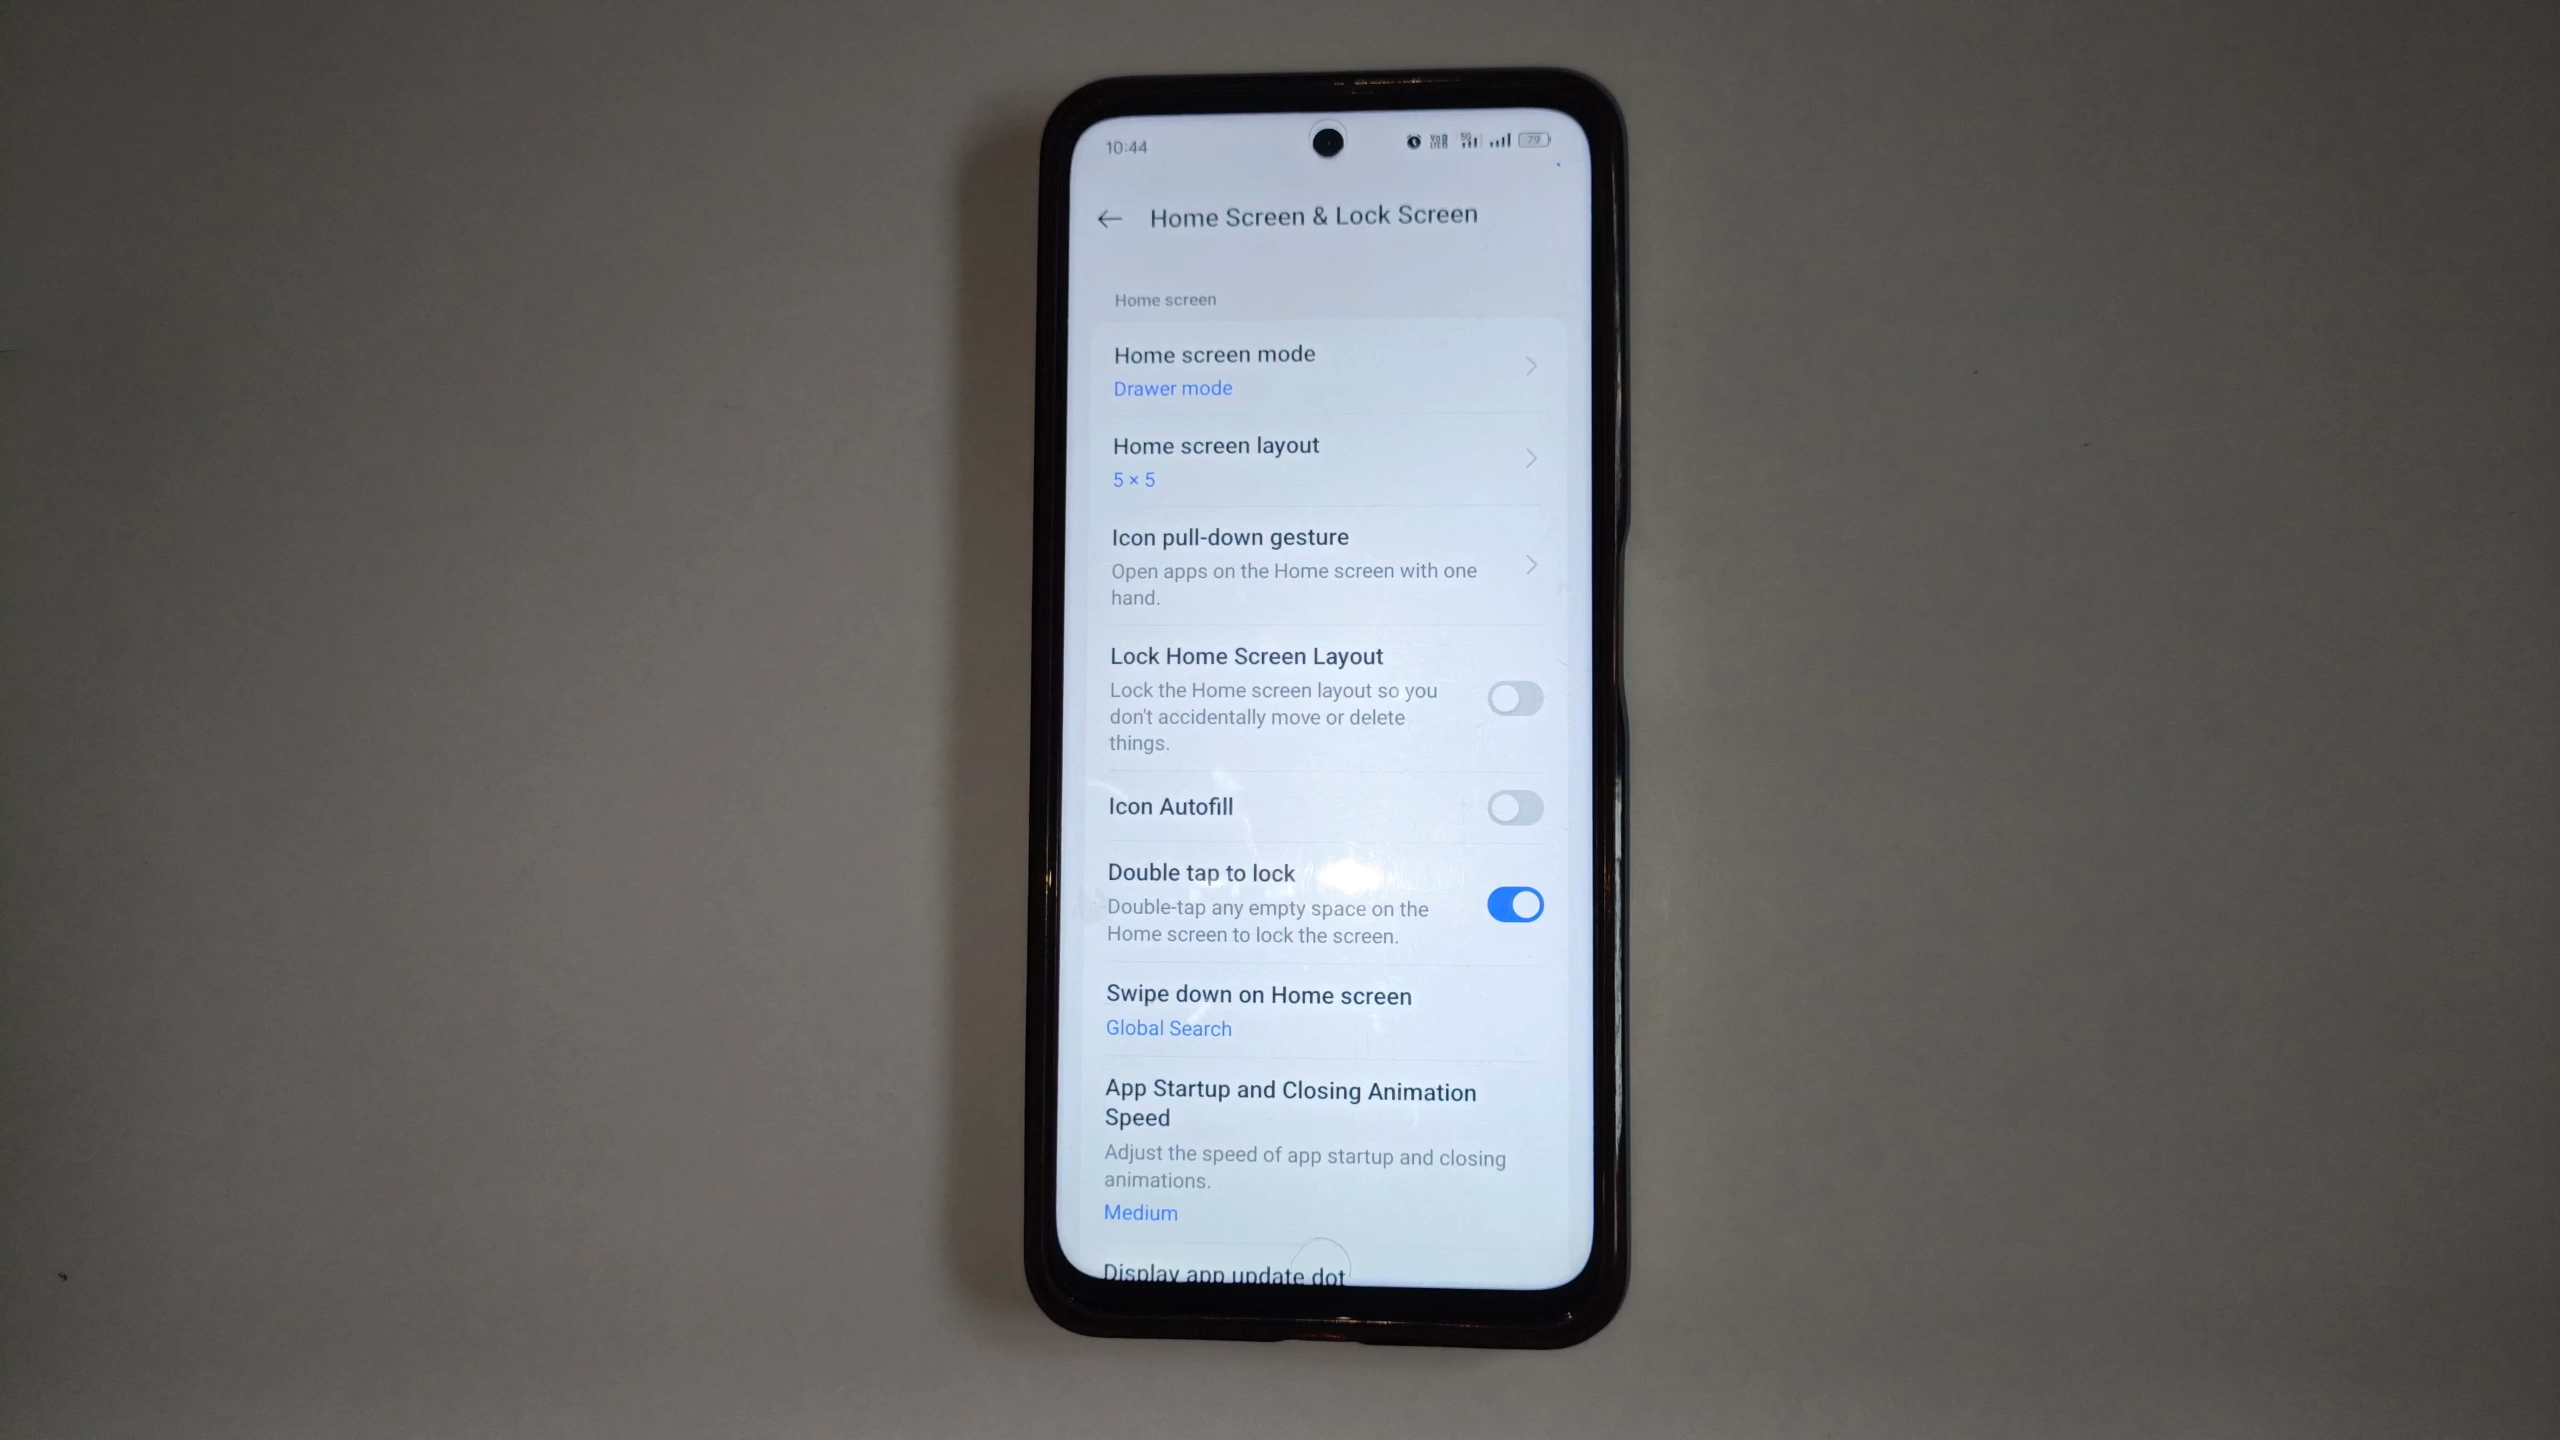 10:44
79
Home Screen & Lock Screen
Home screen
Home screen mode
Drawer mode
Home screen layout
5 × 5
Icon pull-down gesture
Open apps on the Home screen with one
hand.
Lock Home Screen Layout
Lock the Home screen layout so you
don't accidentally move or delete
things.
Icon Autofill
Double tap to lock
Double-tap any empty space on the
Home screen to lock the screen.
Swipe down on Home screen
Global Search
App Startup and Closing Animation
Speed
Adjust the speed of app startup and closing
animations.
Medium
Display app update dot